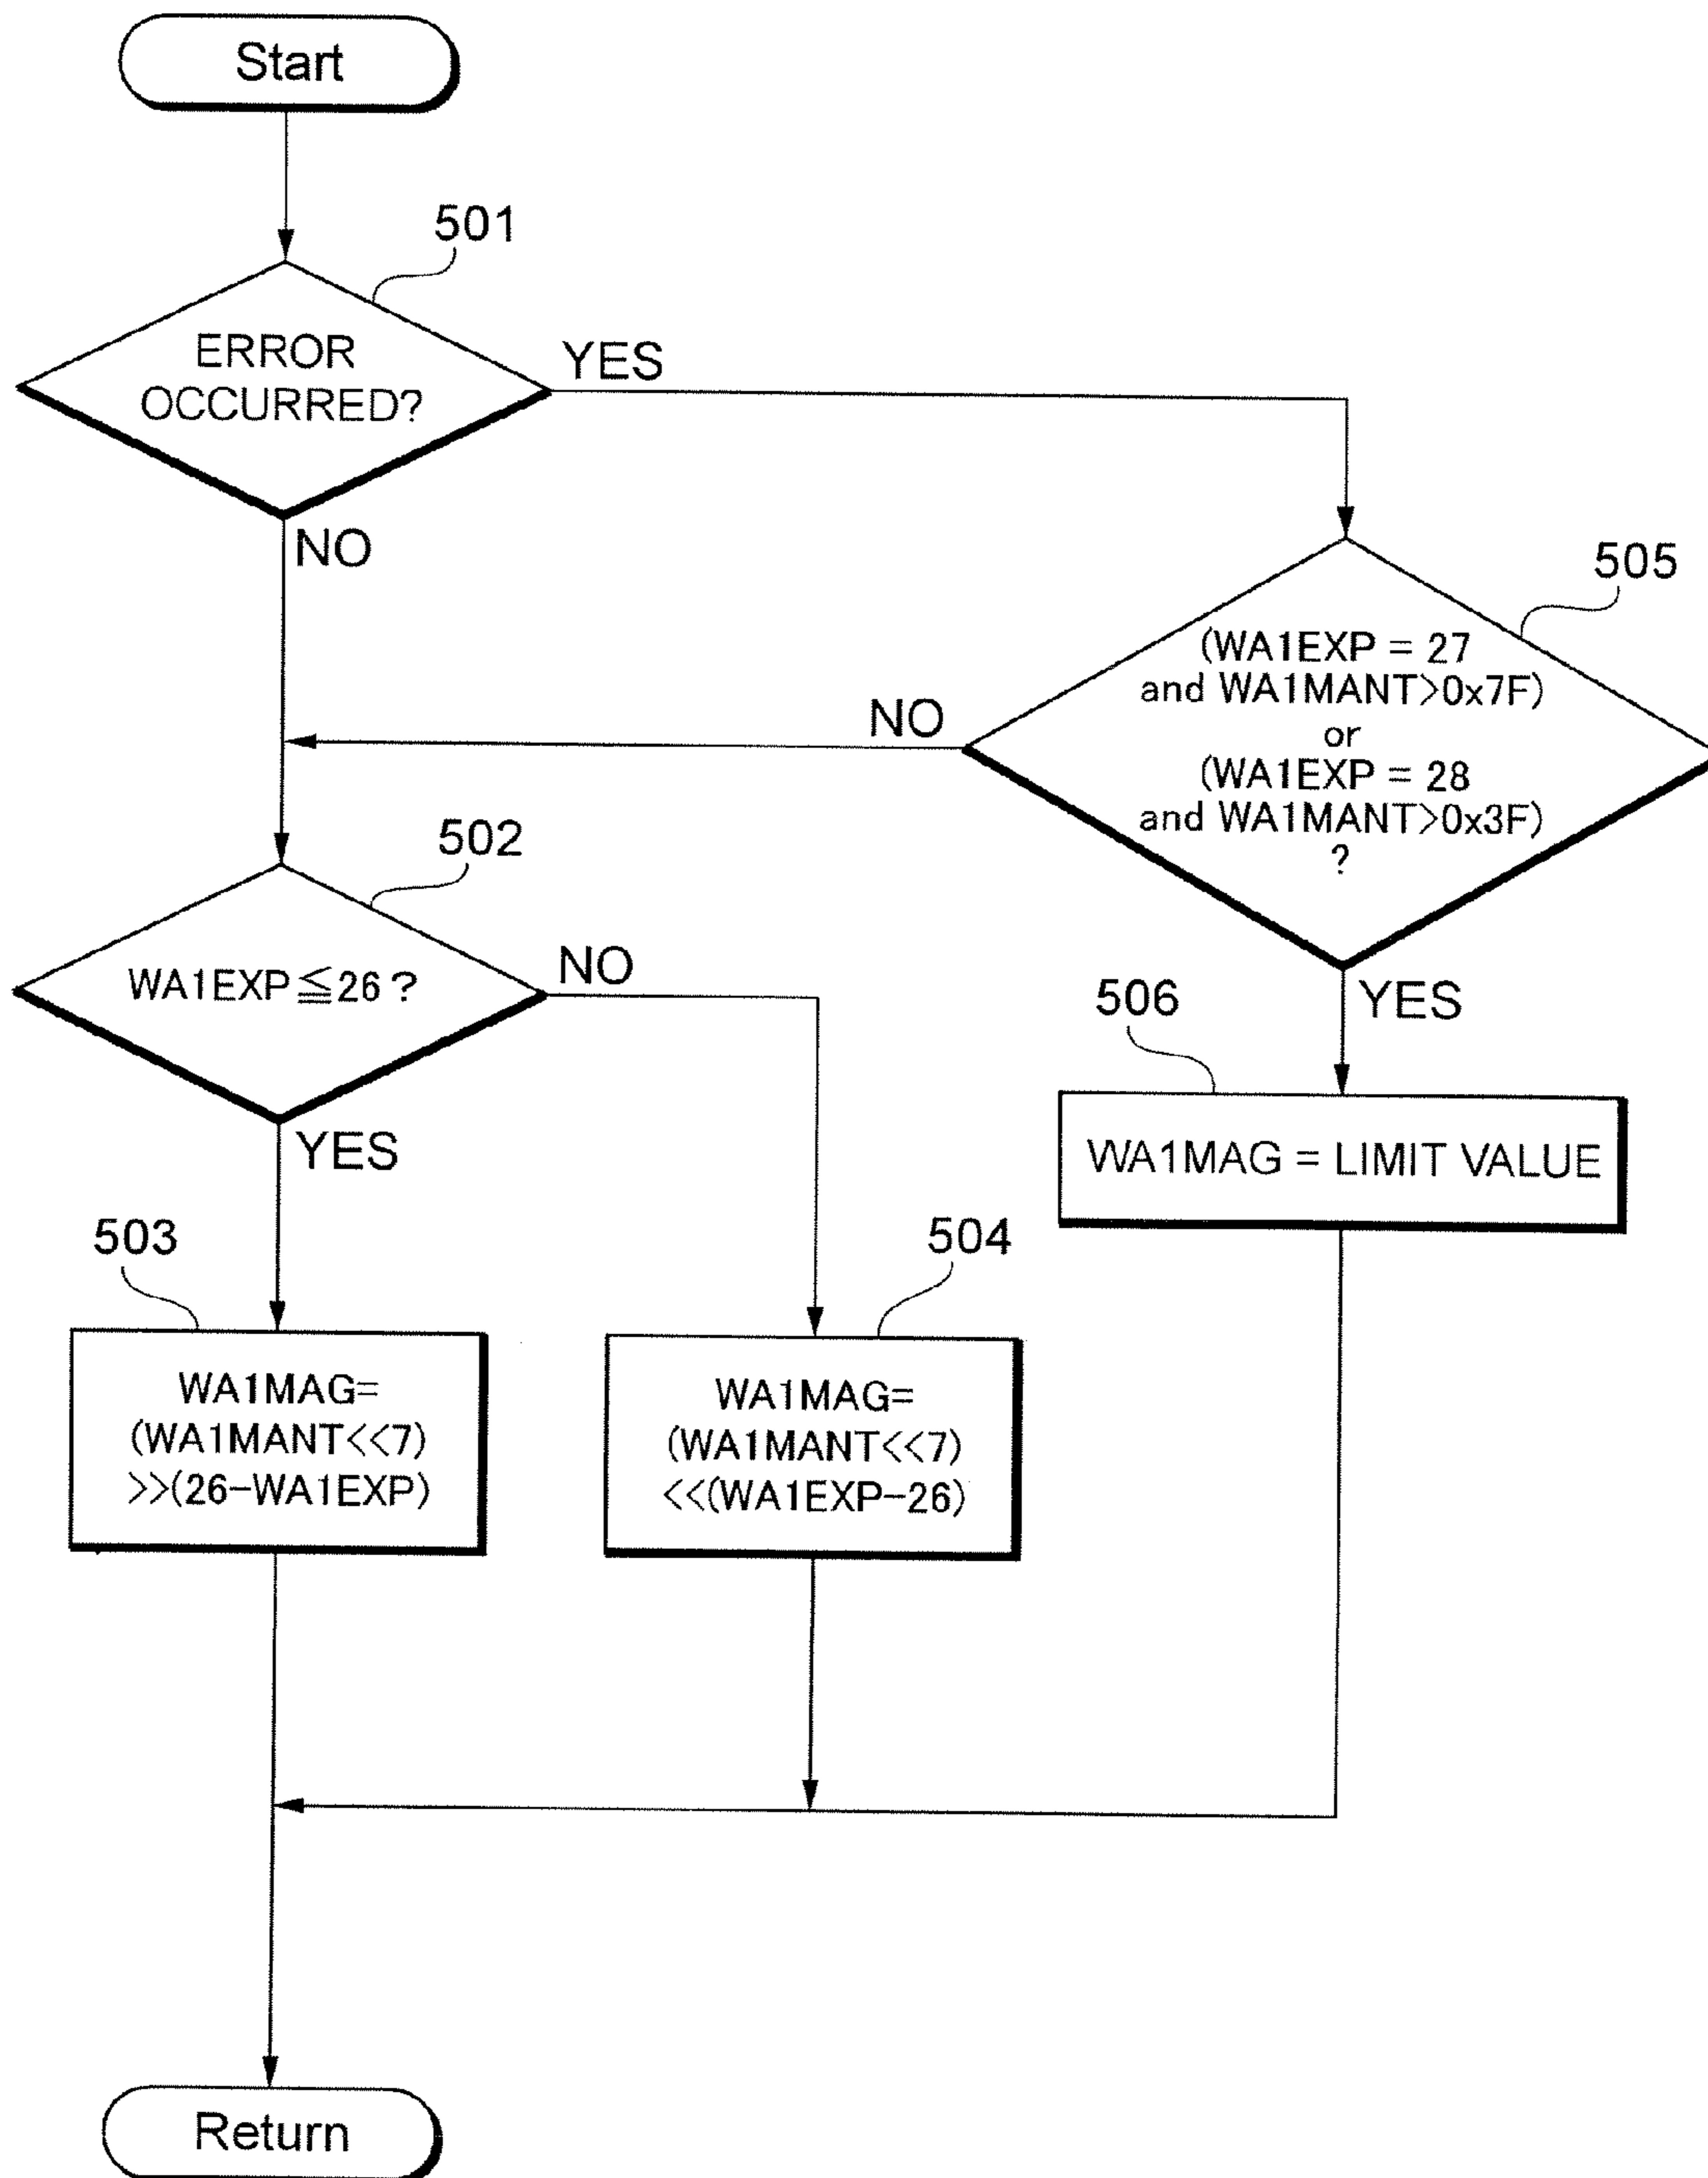 Start
501
ERROR
OCCURRED?
YES
NO
505
(WA1EXP = 27
and WA1MANT>0x7F)
or
(WA1EXP = 28
and WA1MANT>0x3F)
?
NO
YES
502
WA1EXP≦26?
NO
YES
506
WA1MAG = LIMIT VALUE
503
WA1MAG=
(WA1MANT<<7)
>>(26-WA1EXP)
504
WA1MAG=
(WA1MANT<<7)
<<(WA1EXP-26)
Return